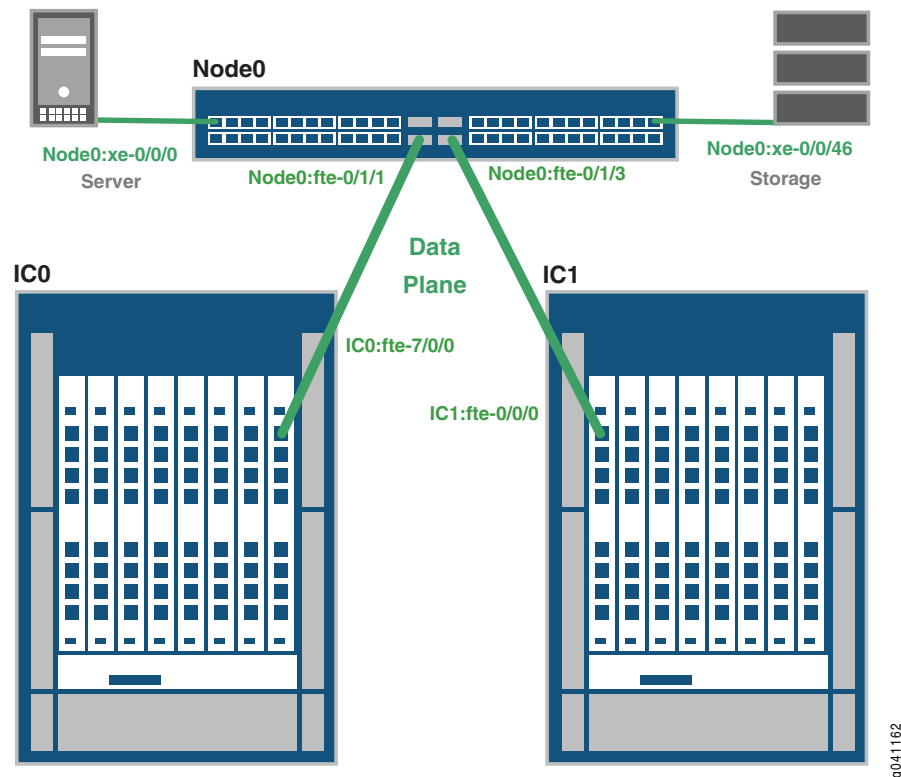 Node0
Node0:xe-0/0/0
Server
Node0:fte-0/1/1
Node0:fte-0/1/3
Node0:xe-0/0/46
Storage
Data
Plane
IC0
IC1
IC0:fte-7/0/0
IC1:fte-0/0/0
g041162